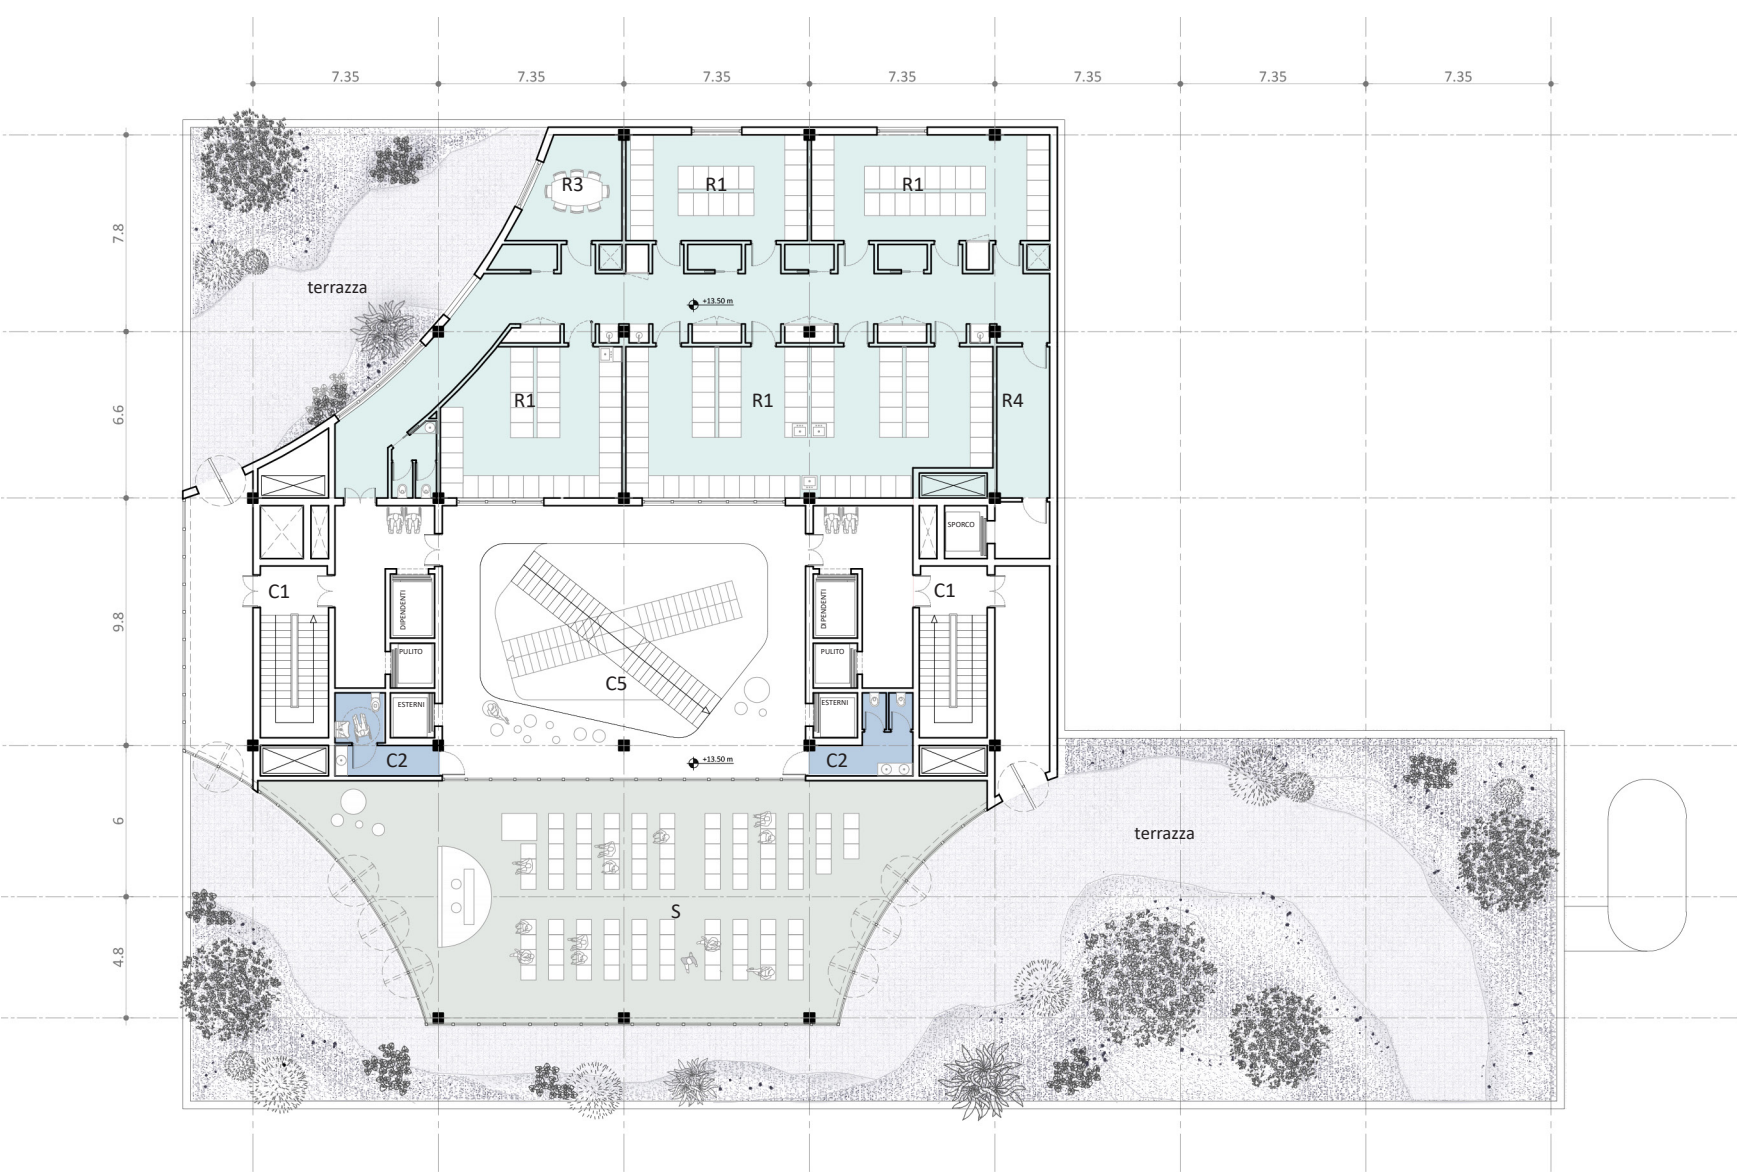 7.35 7.35 7.35 7.35 7.35 7.35 7.35
7.8
6.6
9.8
6
4.8
R3
R1
R1
terrazza
+13.50 m
R1
R1
R4
SPORCO
C1
DIPENDENTI
PULITO
ESTERNI
C2
C5
+13.50 m
DIPENDENTI
PULITO
ESTERNI
C2
C1
terrazza
S